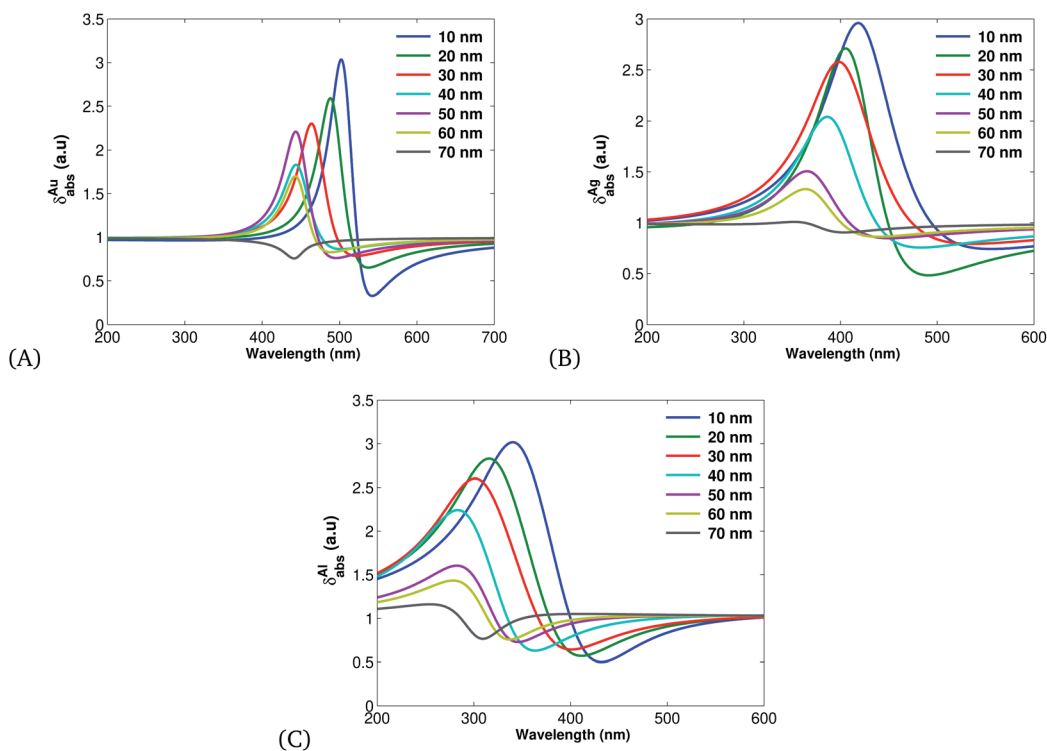 3.5
3
2.5
2
1.5
1
0.5
0
200 300 400 500 600 700
Wavelength (nm)
δ^Au_abs (a.u)
10 nm
20 nm
30 nm
40 nm
50 nm
60 nm
70 nm
(A)
3
2.5
2
1.5
1
0.5
0
200 300 400 500 600
Wavelength (nm)
δ^Ag_abs (a.u)
10 nm
20 nm
30 nm
40 nm
50 nm
60 nm
70 nm
(B)
3.5
3
2.5
2
1.5
1
0.5
0
200 300 400 500 600
Wavelength (nm)
δ^Al_abs (a.u)
10 nm
20 nm
30 nm
40 nm
50 nm
60 nm
70 nm
(C)